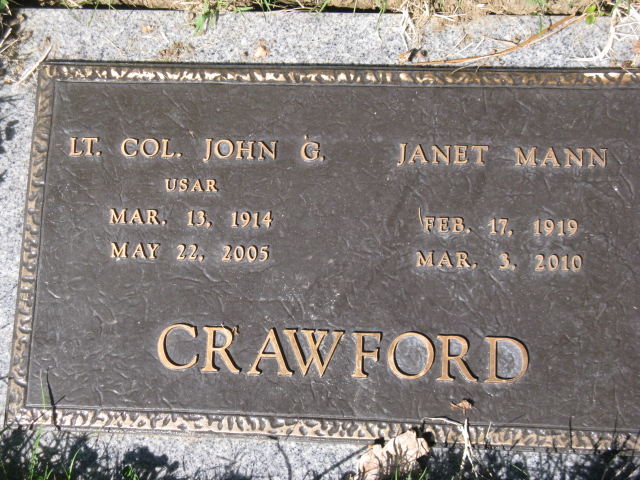 LT. COL. JOHN G.
USAR
MAR. 13, 1914
MAY 22, 2005
JANET MANN
FEB. 17, 1919
MAR. 3, 2010
CRAWFORD